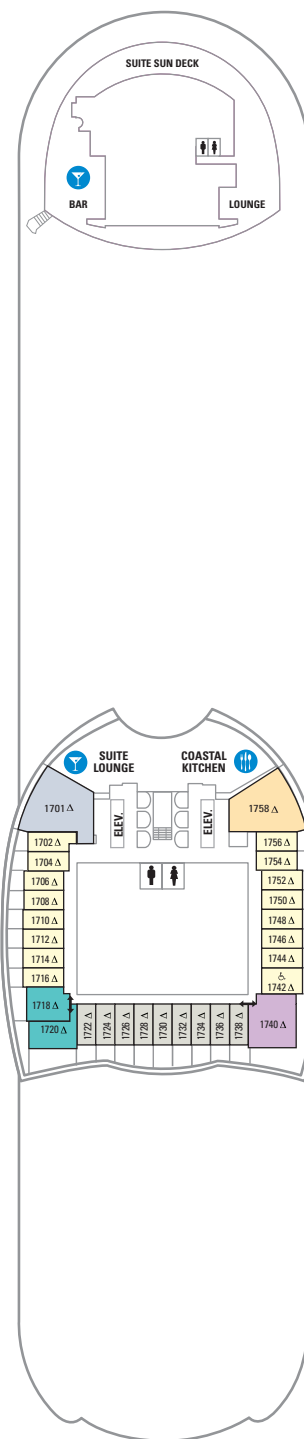 SUITE SUN DECK
BAR
LOUNGE
SUITE
LOUNGE
COASTAL
KITCHEN
1701 Δ
ELEV.
ELEV.
1758 Δ
1702 Δ
1704 Δ
1706 Δ
1708 Δ
1710 Δ
1712 Δ
1714 Δ
1716 Δ
1718 Δ
1720 Δ
1722 Δ
1724 Δ
1726 Δ
1728 Δ
1730 Δ
1732 Δ
1734 Δ
1736 Δ
1738 Δ
1756 Δ
1754 Δ
1752 Δ
1750 Δ
1748 Δ
1746 Δ
1744 Δ
1742 Δ
1740 Δ